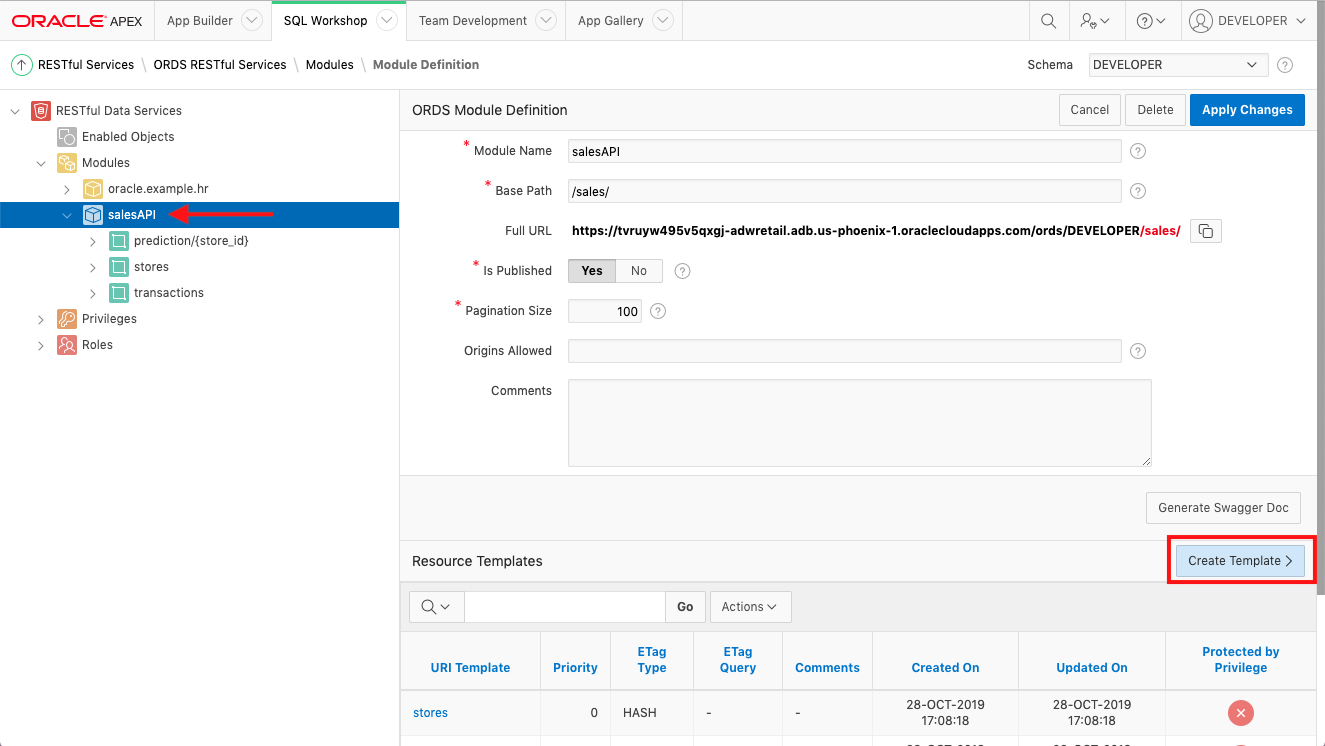 ORACLE APEX App Builder SQL Workshop Team Development App Gallery DEVELOPER
RESTful Services \ ORDS RESTful Services \ Modules \ Module Definition Schema DEVELOPER
RESTful Data Services
Enabled Objects
Modules
oracle.example.hr
salesAPI
prediction/{store_id}
stores
transactions
Privileges
Roles
ORDS Module Definition Cancel Delete Apply Changes
* Module Name salesAPI
* Base Path /sales/
Full URL https://tvruyw495v5qxgj-adwretail.adb.us-phoenix-1.oraclecloudapps.com/ords/DEVELOPER/sales/
* Is Published Yes No
* Pagination Size 100
Origins Allowed
Comments
Generate Swagger Doc
Resource Templates Create Template
Go Actions
URI Template Priority ETag Type ETag Query Comments Created On Updated On Protected by Privilege
stores 0 HASH - - 28-OCT-2019 17:08:18 28-OCT-2019 17:08:18